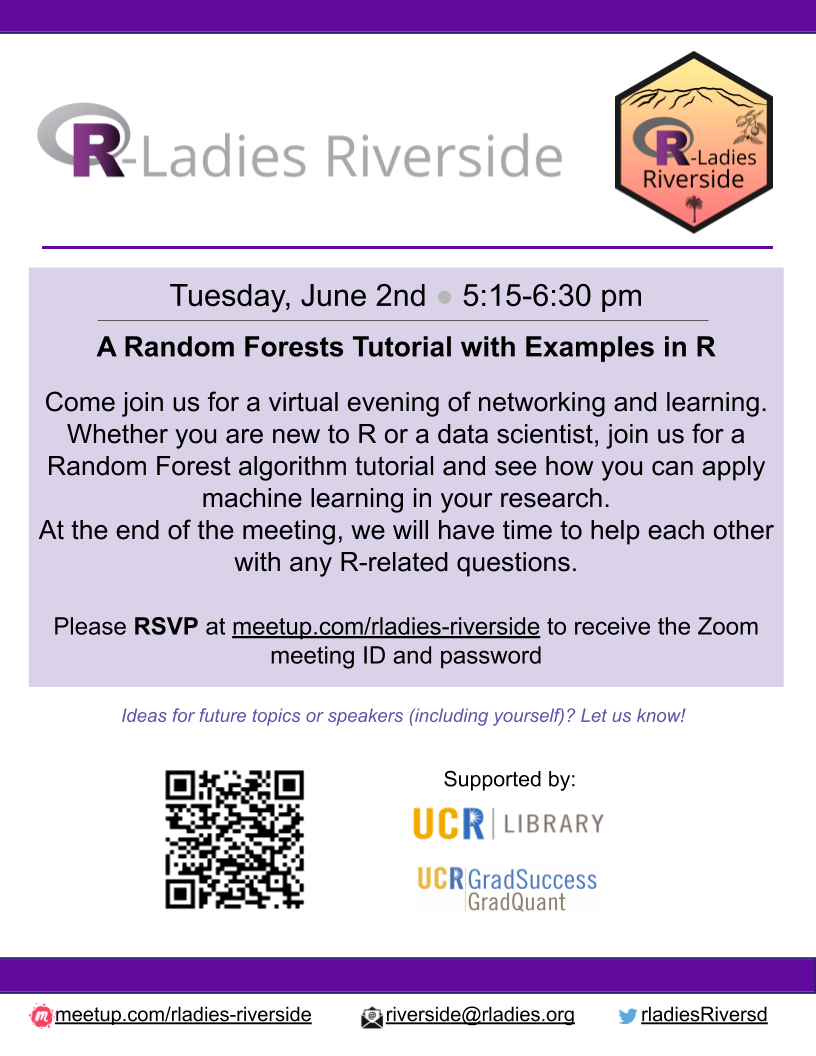 R-Ladies Riverside
R-Ladies
Riverside
Tuesday, June 2nd ● 5:15-6:30 pm
A Random Forests Tutorial with Examples in R
Come join us for a virtual evening of networking and learning.
Whether you are new to R or a data scientist, join us for a
Random Forest algorithm tutorial and see how you can apply
machine learning in your research.
At the end of the meeting, we will have time to help each other
with any R-related questions.
Please RSVP at meetup.com/rladies-riverside to receive the Zoom
meeting ID and password
Ideas for future topics or speakers (including yourself)? Let us know!
Supported by:
UCR | LIBRARY
UCR GradSuccess
GradQuant
meetup.com/rladies-riverside
riverside@rladies.org
rladiesRiversd